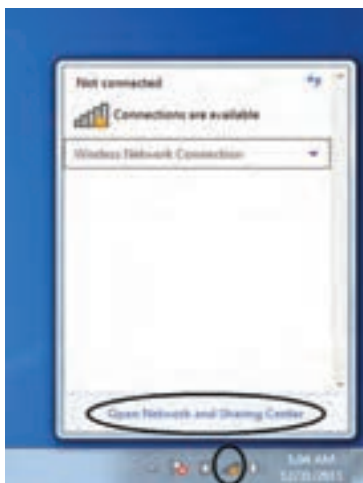 Not connected
Connections are available
Wireless Network Connection
Open Network and Sharing Center